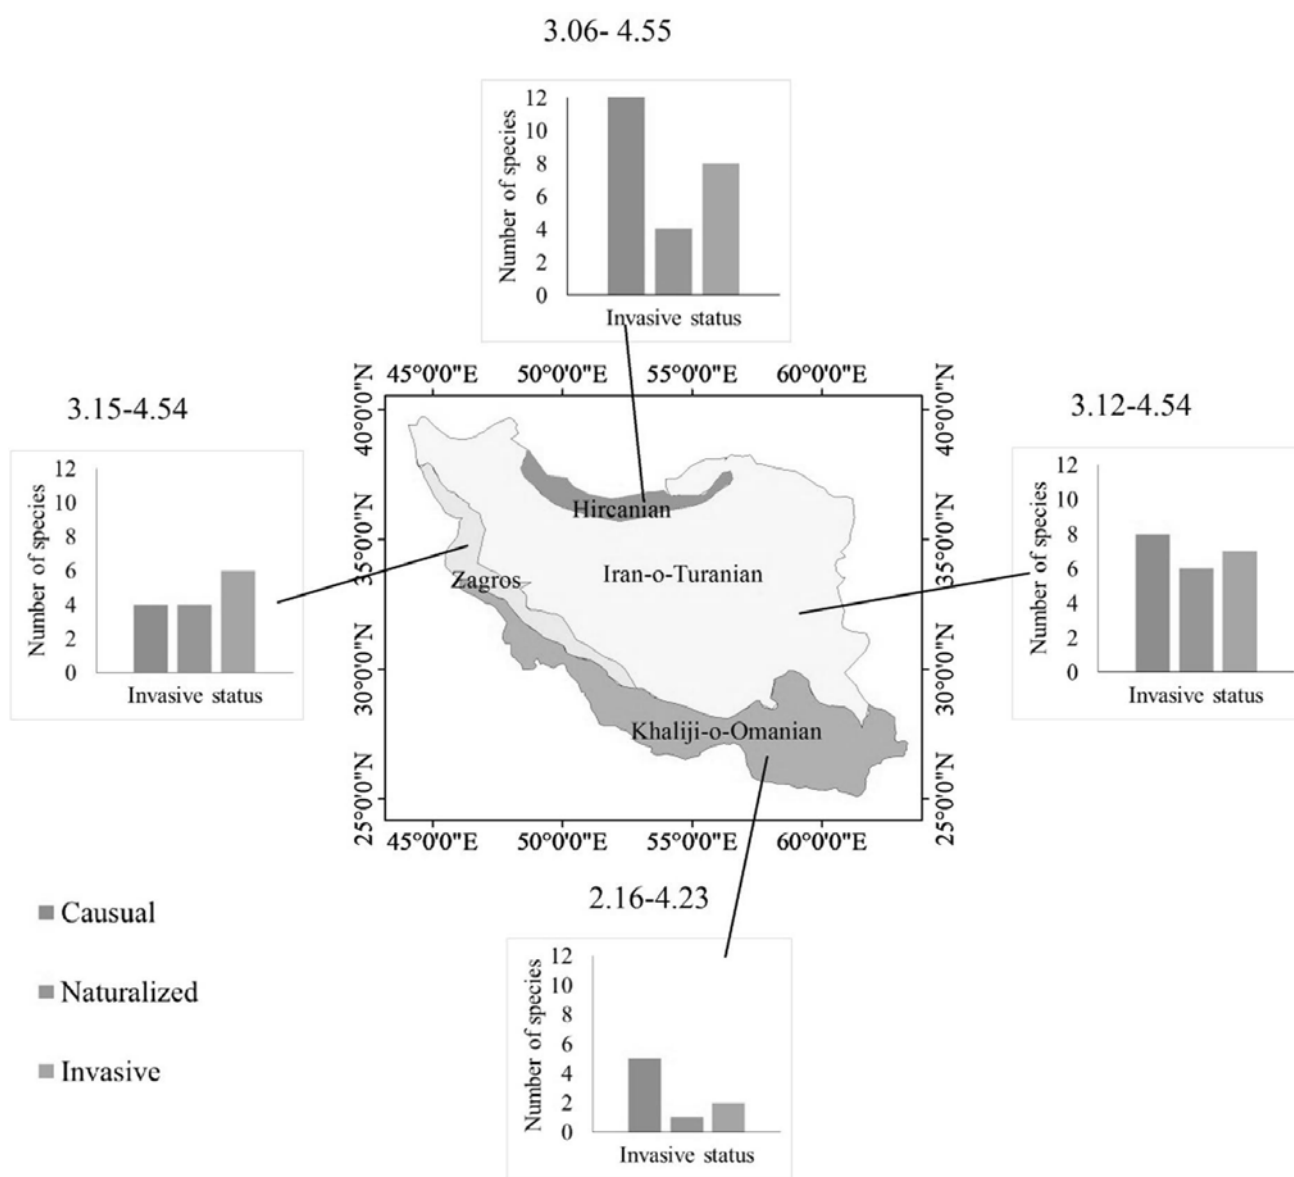 3.06- 4.55
12
10
8
6
4
2
0
Number of species
Invasive status
3.15-4.54
12
10
8
6
4
2
0
Number of species
Invasive status
45°0'0"E 50°0'0"E 55°0'0"E 60°0'0"E
40°0'0"N
35°0'0"N
30°0'0"N
25°0'0"N
Hircanian
Iran-o-Turanian
Zagros
Khaliji-o-Omanian
40°0'0"N
35°0'0"N
30°0'0"N
25°0'0"N
45°0'0"E 50°0'0"E 55°0'0"E 60°0'0"E
3.12-4.54
12
10
8
6
4
2
0
Number of species
Invasive status
2.16-4.23
12
10
8
6
4
2
0
Number of species
Invasive status
Causual
Naturalized
Invasive